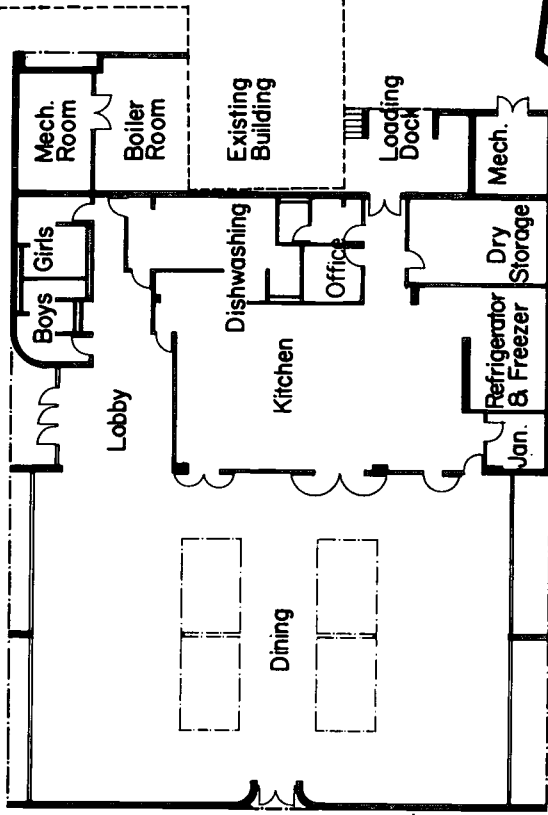 Mech.
Room
Boiler
Room
Existing
Building
Loading
Dock
Mech.
Girls
Boys
Dishwashing
Office
Dry
Storage
Lobby
Kitchen
Refrigerator
& Freezer
Jan.
Dining